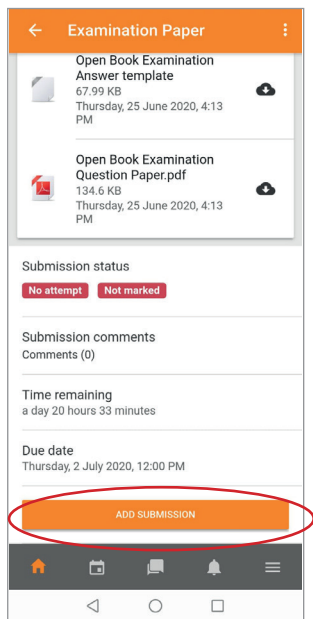 Examination Paper
Open Book Examination
Answer template
67.99 KB
Thursday, 25 June 2020, 4:13
PM
Open Book Examination
Question Paper.pdf
134.6 KB
Thursday, 25 June 2020, 4:13
PM
Submission status
No attempt Not marked
Submission comments
Comments (0)
Time remaining
a day 20 hours 33 minutes
Due date
Thursday, 2 July 2020, 12:00 PM
ADD SUBMISSION